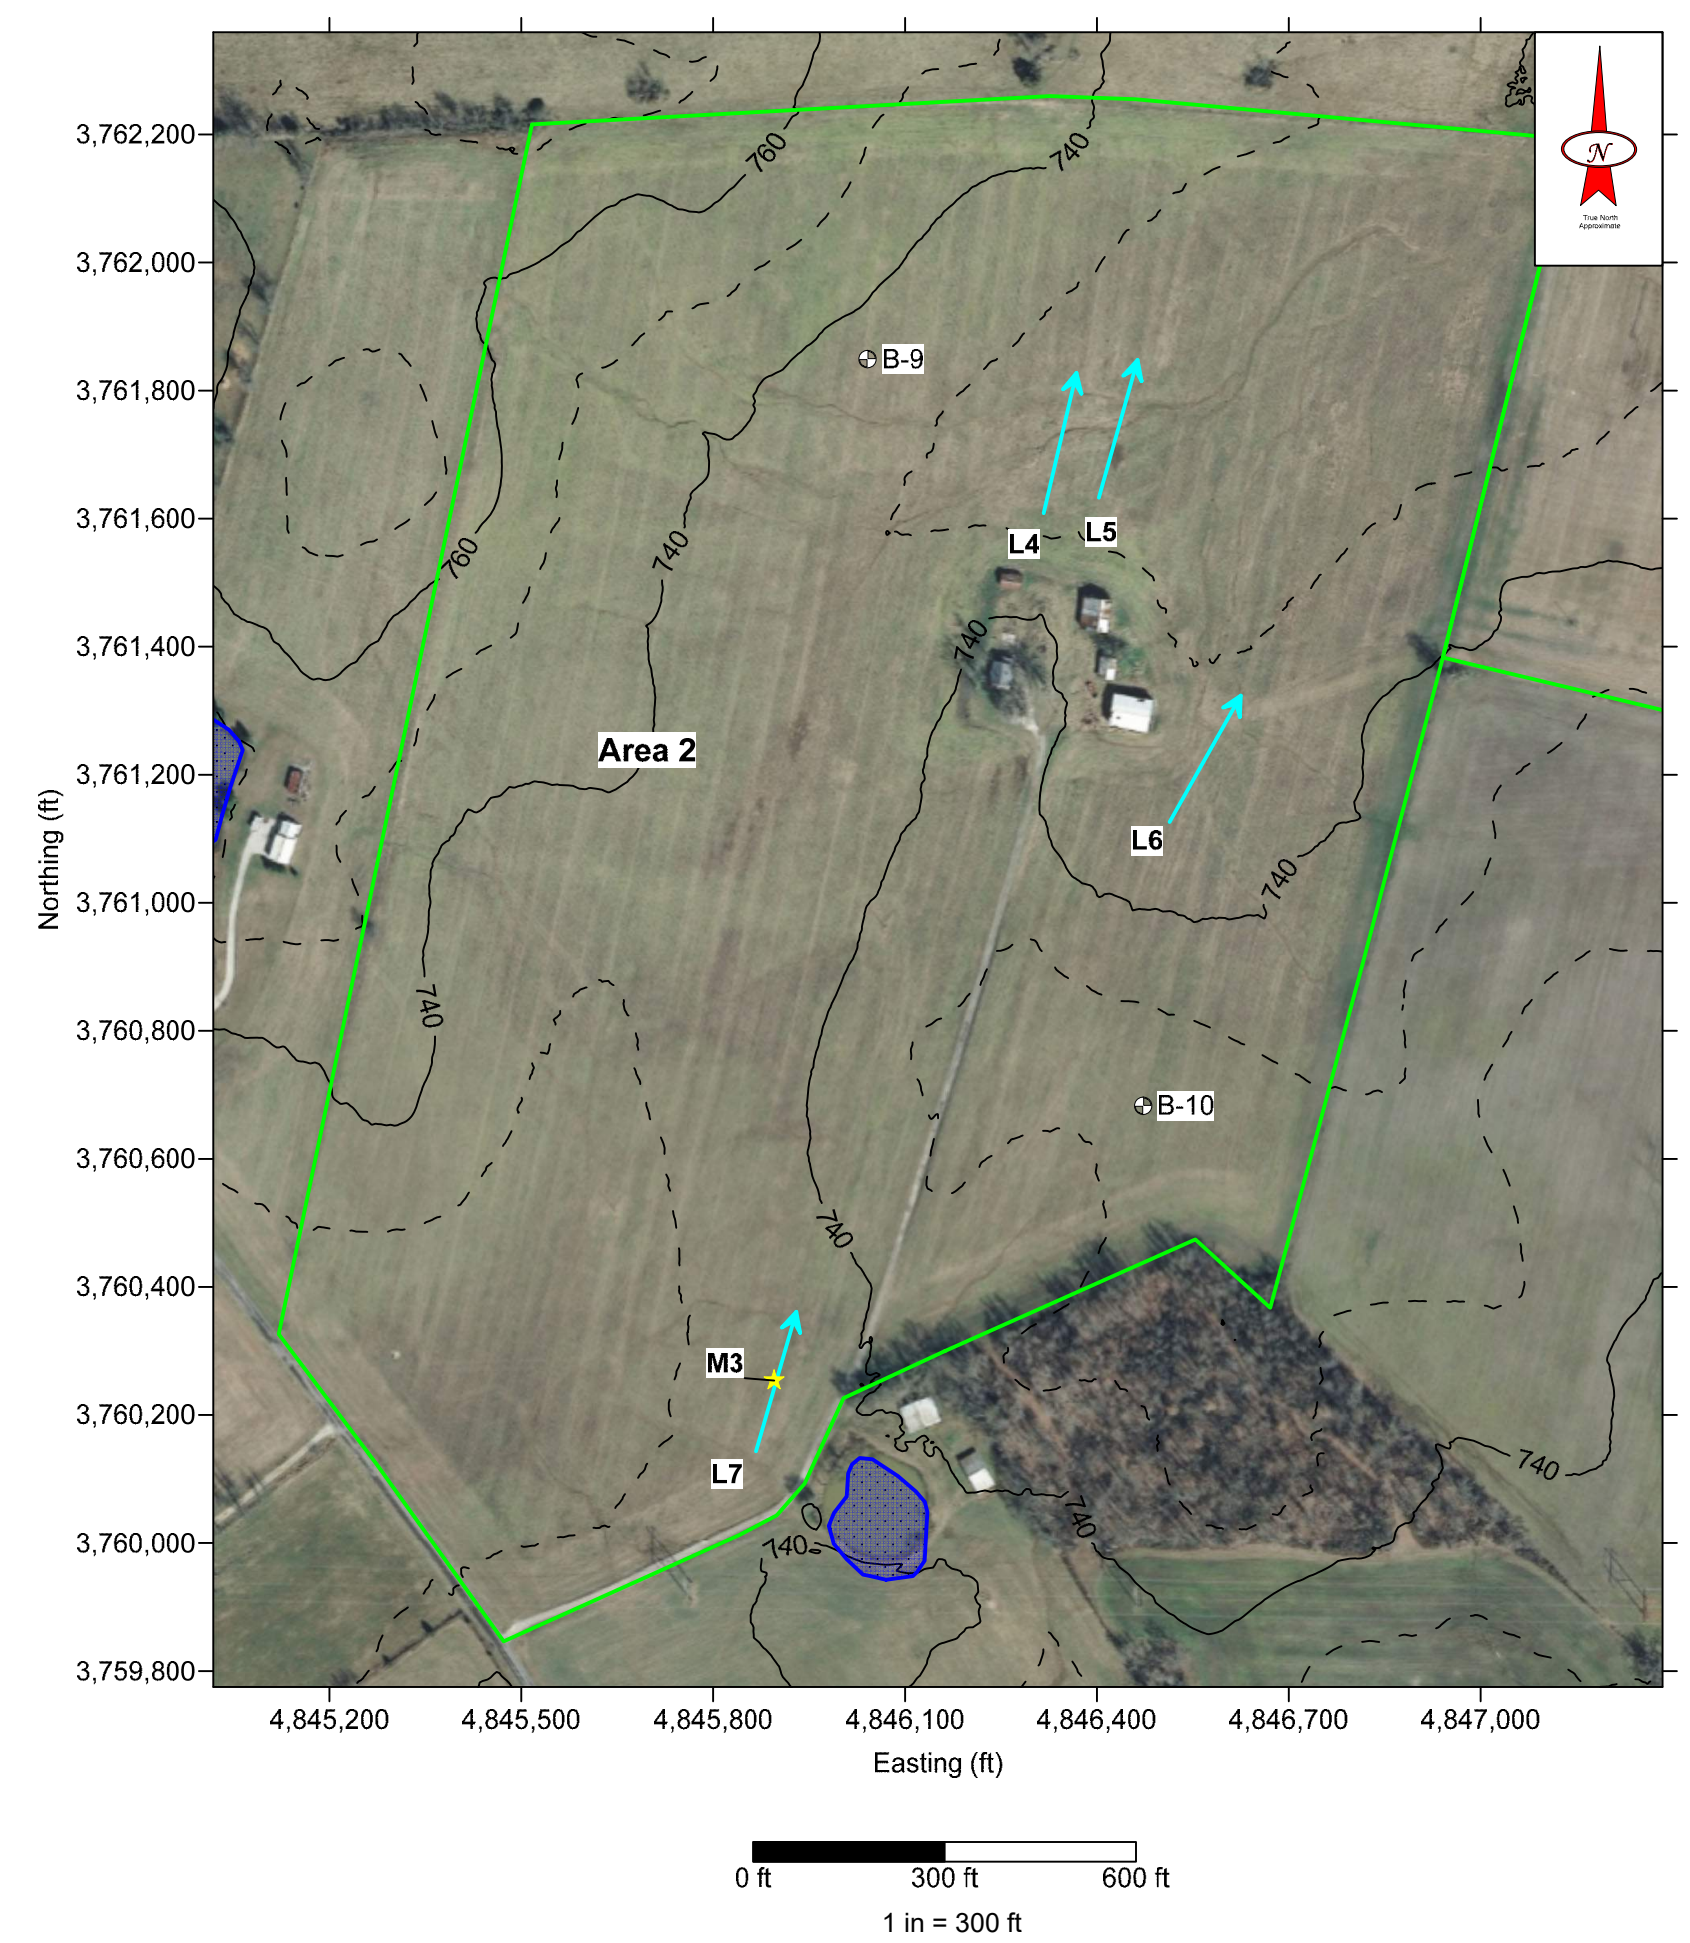 N
True North
Approximate
3,762,200
3,762,000
3,761,800
3,761,600
3,761,400
3,761,200
3,761,000
3,760,800
3,760,600
3,760,400
3,760,200
3,760,000
3,759,800
Northing (ft)
760
740
B-9
760
740
L4
L5
740
Area 2
L6
740
740
B-10
740
M3
L7
740
740
740
4,845,200
4,845,500
4,845,800
4,846,100
4,846,400
4,846,700
4,847,000
Easting (ft)
0 ft
300 ft
600 ft
1 in = 300 ft